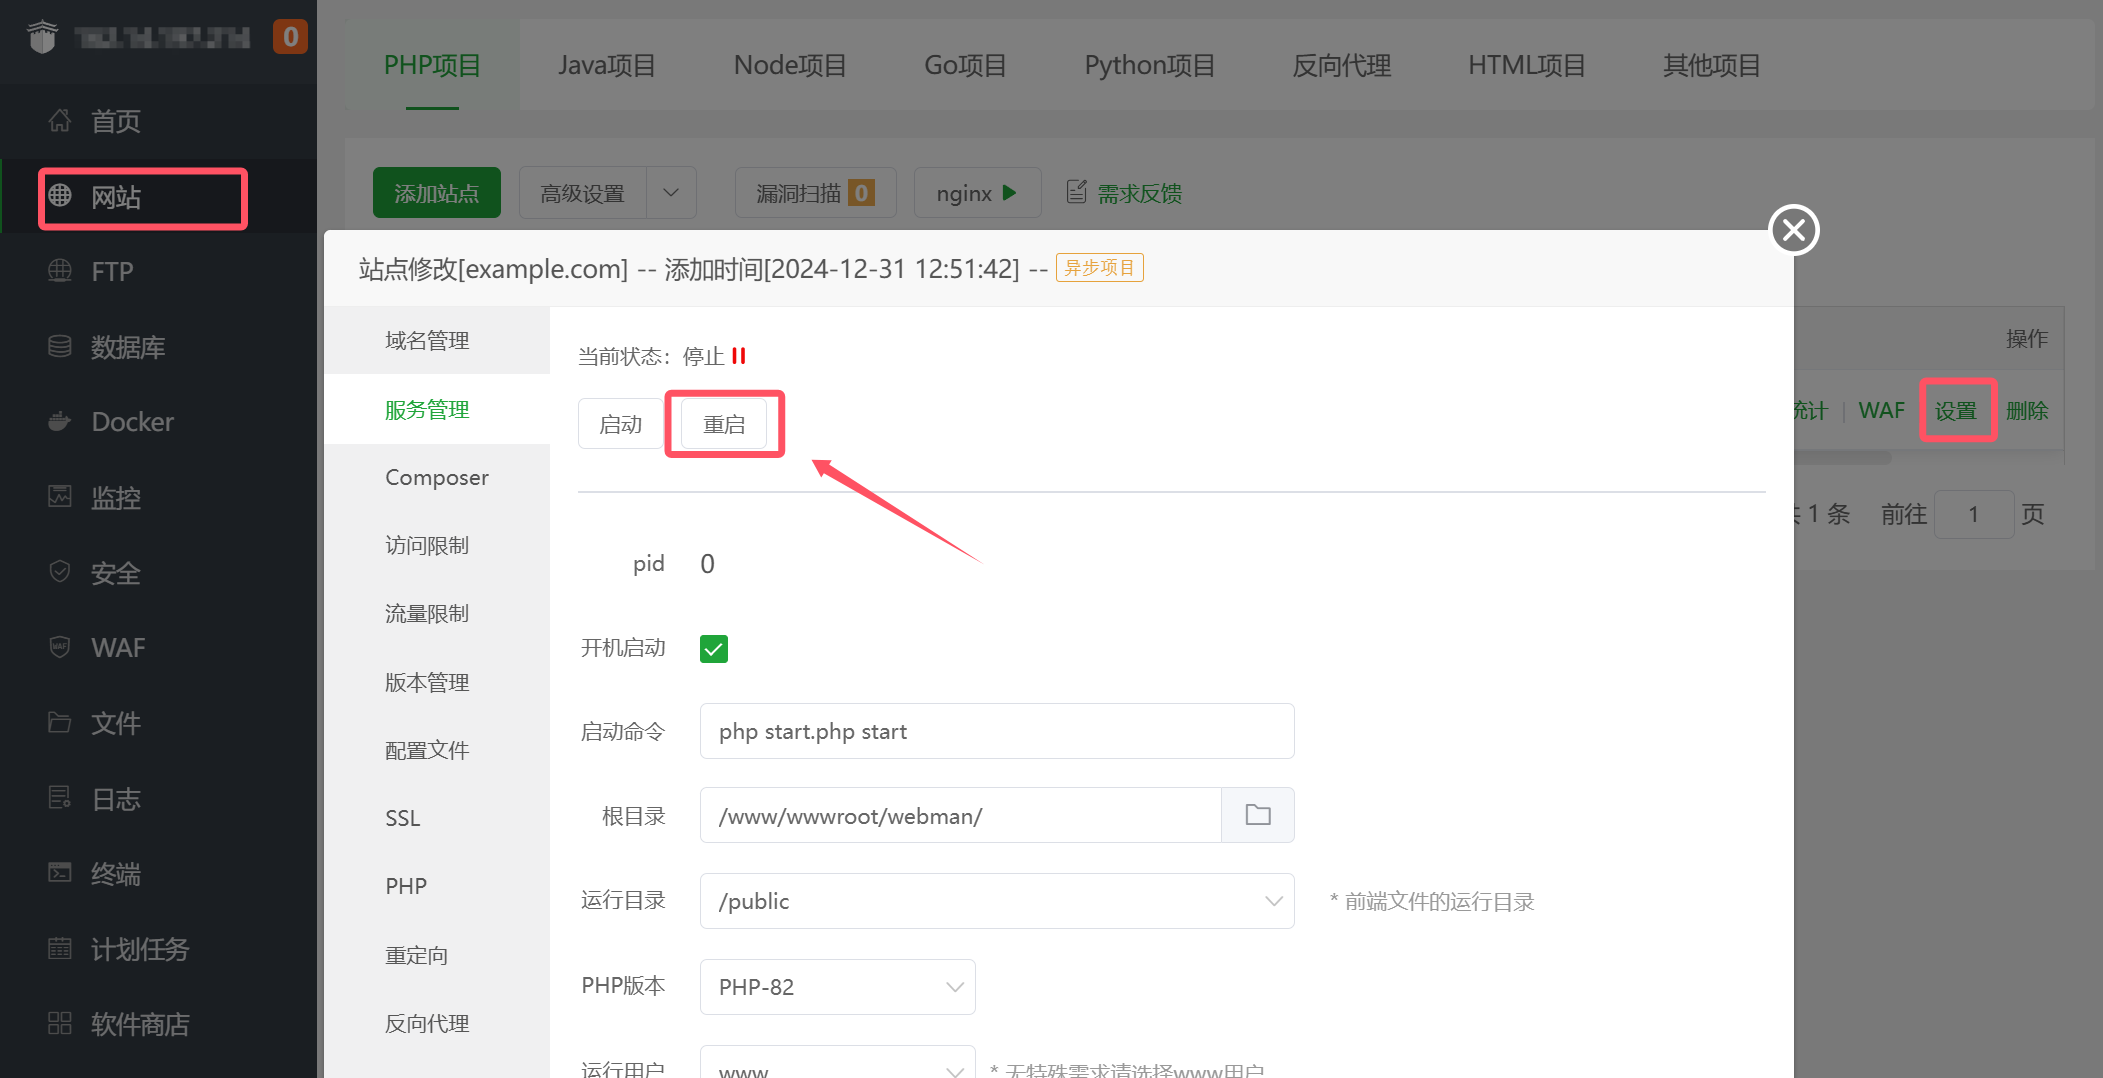 0
首页
网站
FTP
数据库
Docker
监控
安全
WAF
文件
日志
终端
计划任务
软件商店
PHP项目 Java项目 Node项目 Go项目 Python项目 反向代理 HTML项目 其他项目
添加站点 高级设置 漏洞扫描 0 nginx 需求反馈
站点修改[example.com] -- 添加时间[2024-12-31 12:51:42] -- 异步项目
域名管理
服务管理
Composer
访问限制
流量限制
版本管理
配置文件
SSL
PHP
重定向
反向代理
当前状态：停止
启动 重启
pid 0
开机启动
启动命令 php start.php start
根目录 /www/wwwroot/webman/
运行目录 /public * 前端文件的运行目录
PHP版本 PHP-82
运行用户 www * 无特殊需求请选择www用户
操作
统计 | WAF 设置 删除
共 1 条 前往 1 页